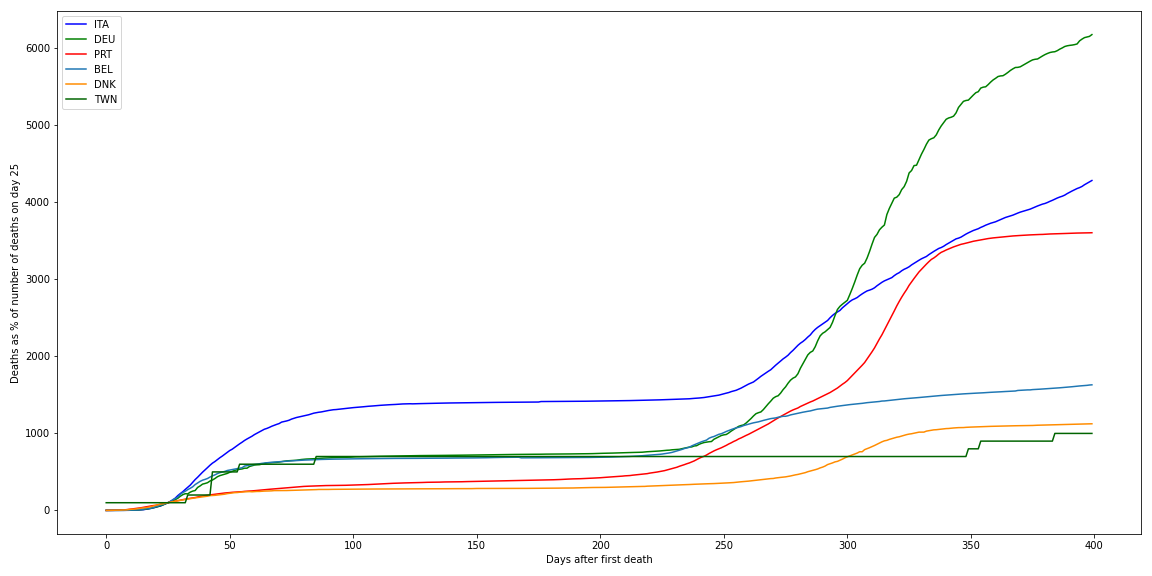 ITA
DEU
PRT
BEL
DNK
TWN
6000
5000
4000
3000
2000
1000
0
Deaths as % of number of deaths on day 25
0 50 100 150 200 250 300 350 400
Days after first death